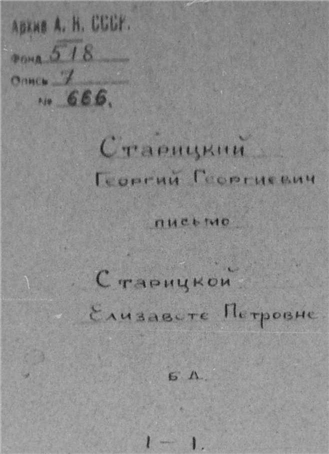 Архив А. Н. СССР.
Фонд 518
Опись 7
№ 666.
Старицкий
Георгий Георгиевич
письмо
Старицкой
Елизавете Петровне
Б.Д.
1-1.